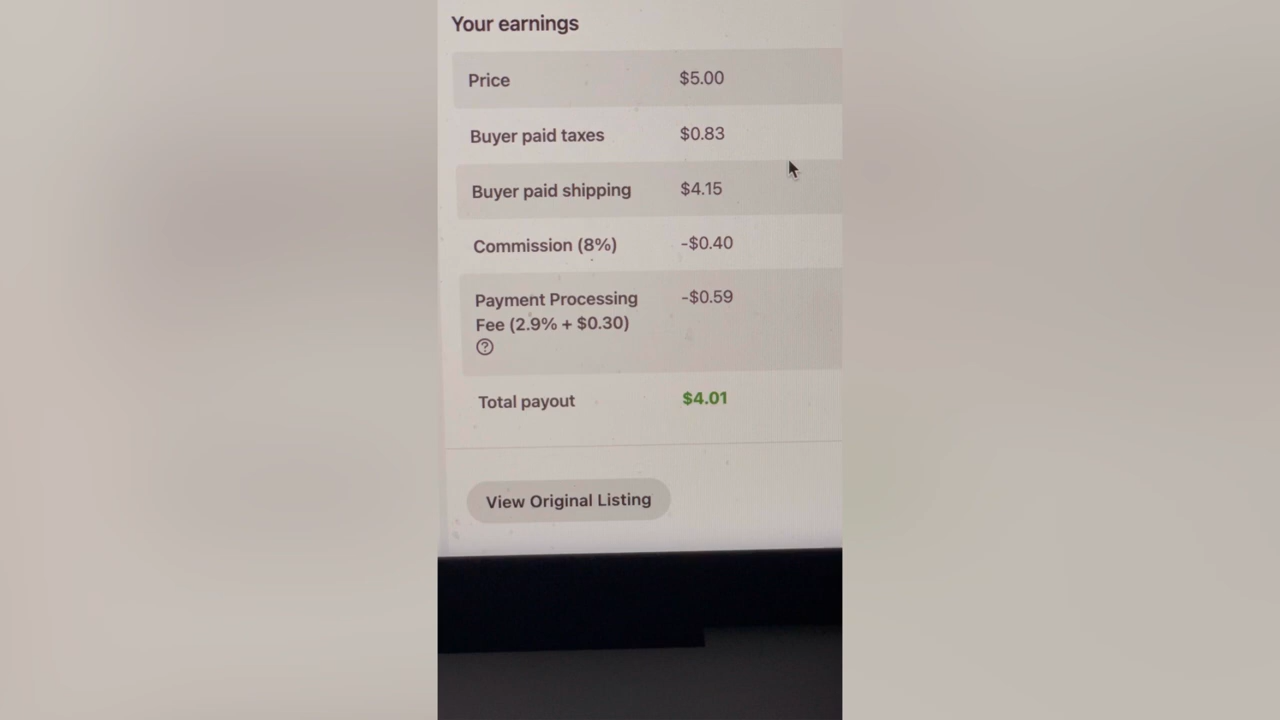 Your earnings
Price $5.00
Buyer paid taxes $0.83
Buyer paid shipping $4.15
Commission (8%) -$0.40
Payment Processing -$0.59
Fee (2.9% + $0.30)
?
Total payout $4.01
View Original Listing